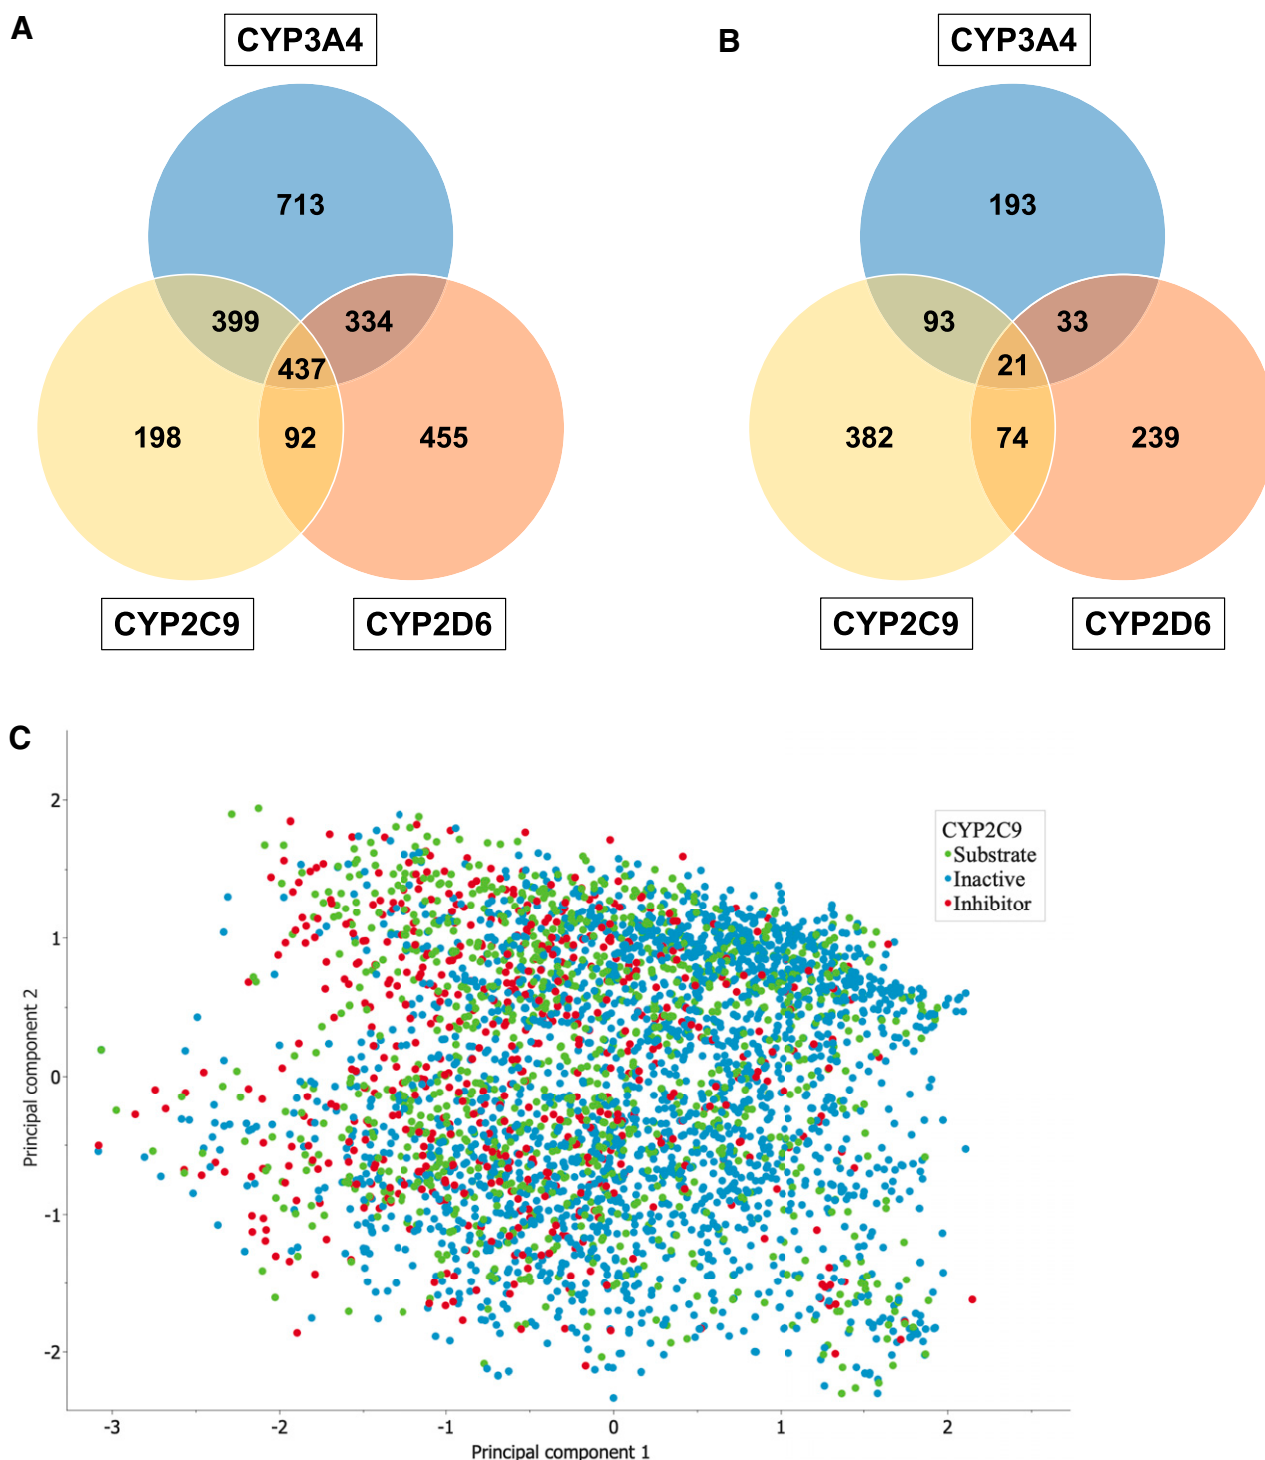 A
CYP3A4
713
399
334
437
198
92
455
CYP2C9
CYP2D6
B
CYP3A4
193
93
33
21
382
74
239
CYP2C9
CYP2D6
C
CYP2C9
Substrate
Inactive
Inhibitor
Principal component 2
2
1
0
-1
-2
-3
-2
-1
0
1
2
Principal component 1